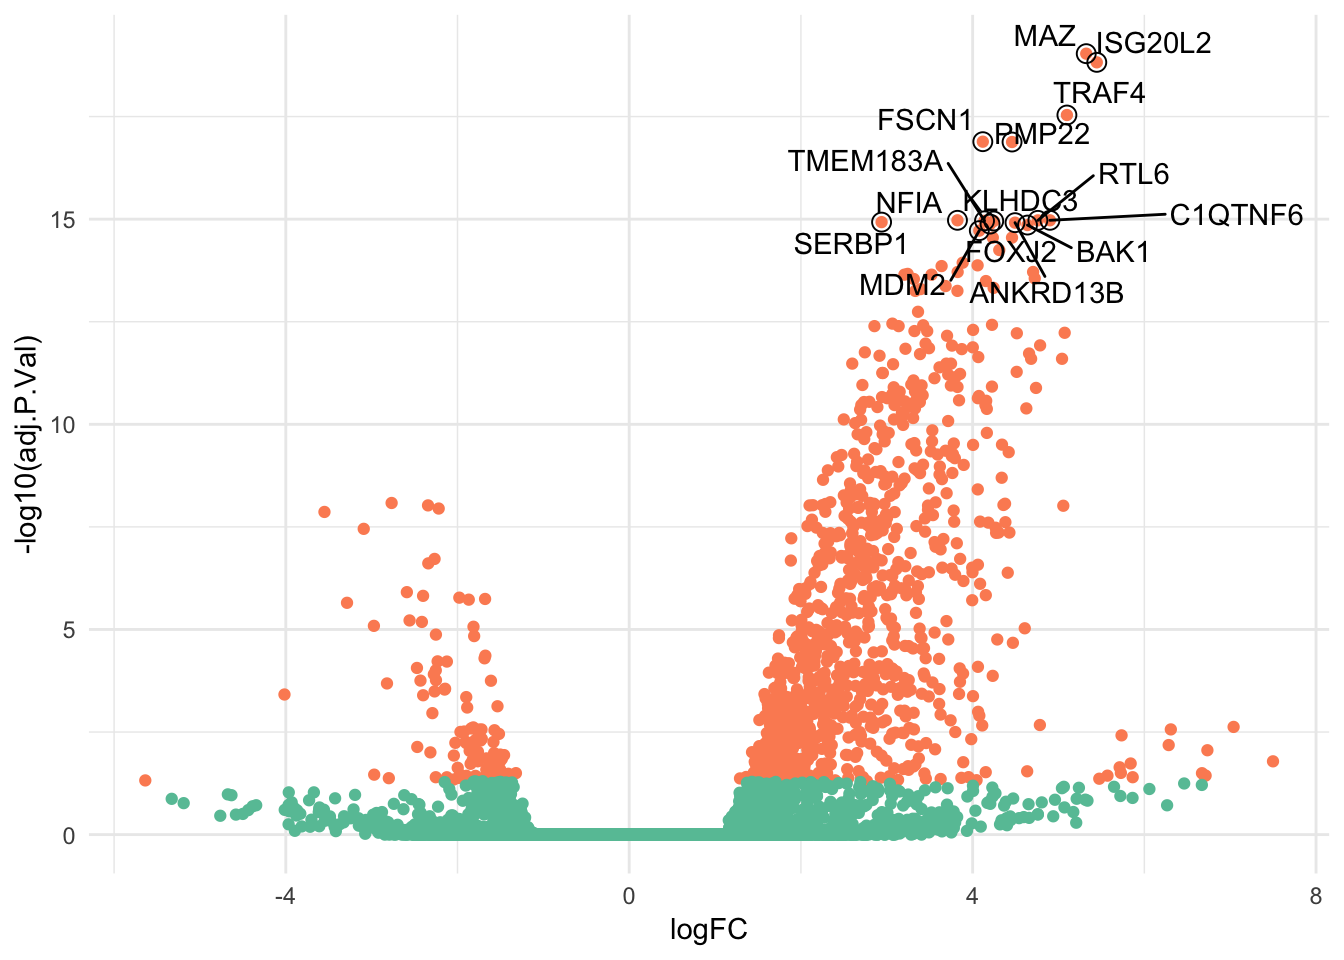 MAZ
ISG20L2
TRAF4
FSCN1
PMP22
TMEM183A
RTL6
NFIA
KLHDC3
C1QTNF6
SERBP1
FOXJ2
BAK1
MDM2
ANKRD13B
15
10
5
0
-log10(adj.P.Val)
-4
0
4
8
logFC